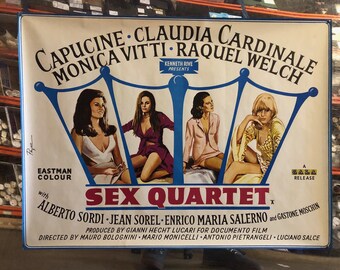 CAPUCINE · CLAUDIA CARDINALE
MONICA VITTI · RAQUEL WELCH
KENNETH RIVE
PRESENTS
EASTMAN
COLOUR
A
GALA
RELEASE
SEX QUARTET X
with
ALBERTO SORDI · JEAN SOREL · ENRICO MARIA SALERNO and GASTONE MOSCHIN
PRODUCED BY GIANNI HECHT LUCARI FOR DOCUMENTO FILM
DIRECTED BY MAURO BOLOGNINI · MARIO MONICELLI · ANTONIO PIETRANGELI · LUCIANO SALCE